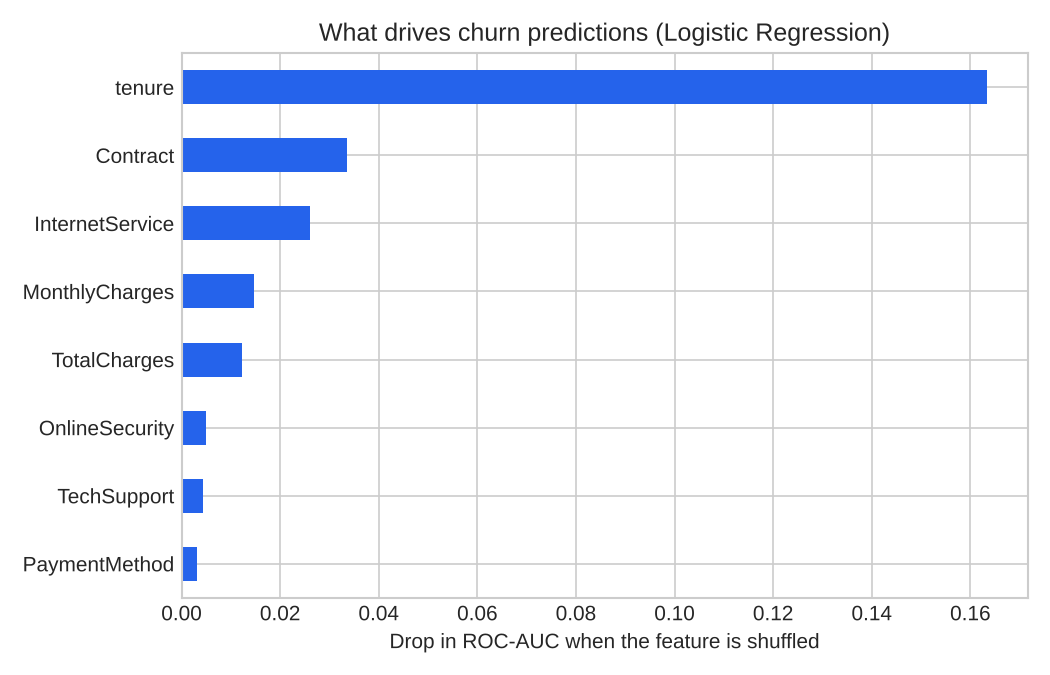 What drives churn predictions (Logistic Regression)
tenure
Contract
InternetService
MonthlyCharges
TotalCharges
OnlineSecurity
TechSupport
PaymentMethod
0.00 0.02 0.04 0.06 0.08 0.10 0.12 0.14 0.16
Drop in ROC-AUC when the feature is shuffled